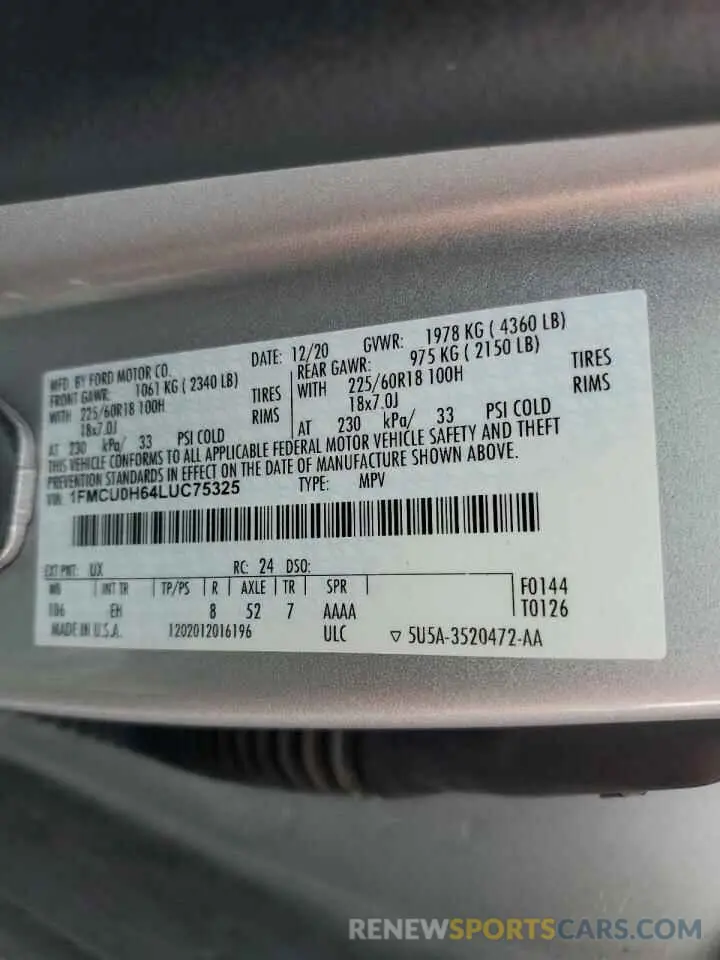 MFD. BY FORD MOTOR CO. DATE: 12/20 GVWR: 1978 KG ( 4360 LB)
FRONT GAWR: 1061 KG ( 2340 LB) REAR GAWR: 975 KG ( 2150 LB)
WITH 225/60R18 100H TIRES WITH 225/60R18 100H TIRES
18x7.0J RIMS 18x7.0J RIMS
AT 230 kPa/ 33 PSI COLD AT 230 kPa/ 33 PSI COLD
THIS VEHICLE CONFORMS TO ALL APPLICABLE FEDERAL MOTOR VEHICLE SAFETY AND THEFT
PREVENTION STANDARDS IN EFFECT ON THE DATE OF MANUFACTURE SHOWN ABOVE.
VIN: 1FMCU0H64LUC75325 TYPE: MPV
EXT PNT: UX RC: 24 DSO:
WB INT TR TP/PS R AXLE TR SPR F0144
106 EH 8 52 7 AAAA T0126
MADE IN U.S.A. 1202012016196 ULC ▽ 5U5A-3520472-AA
RENEWSPORTSCARS.COM